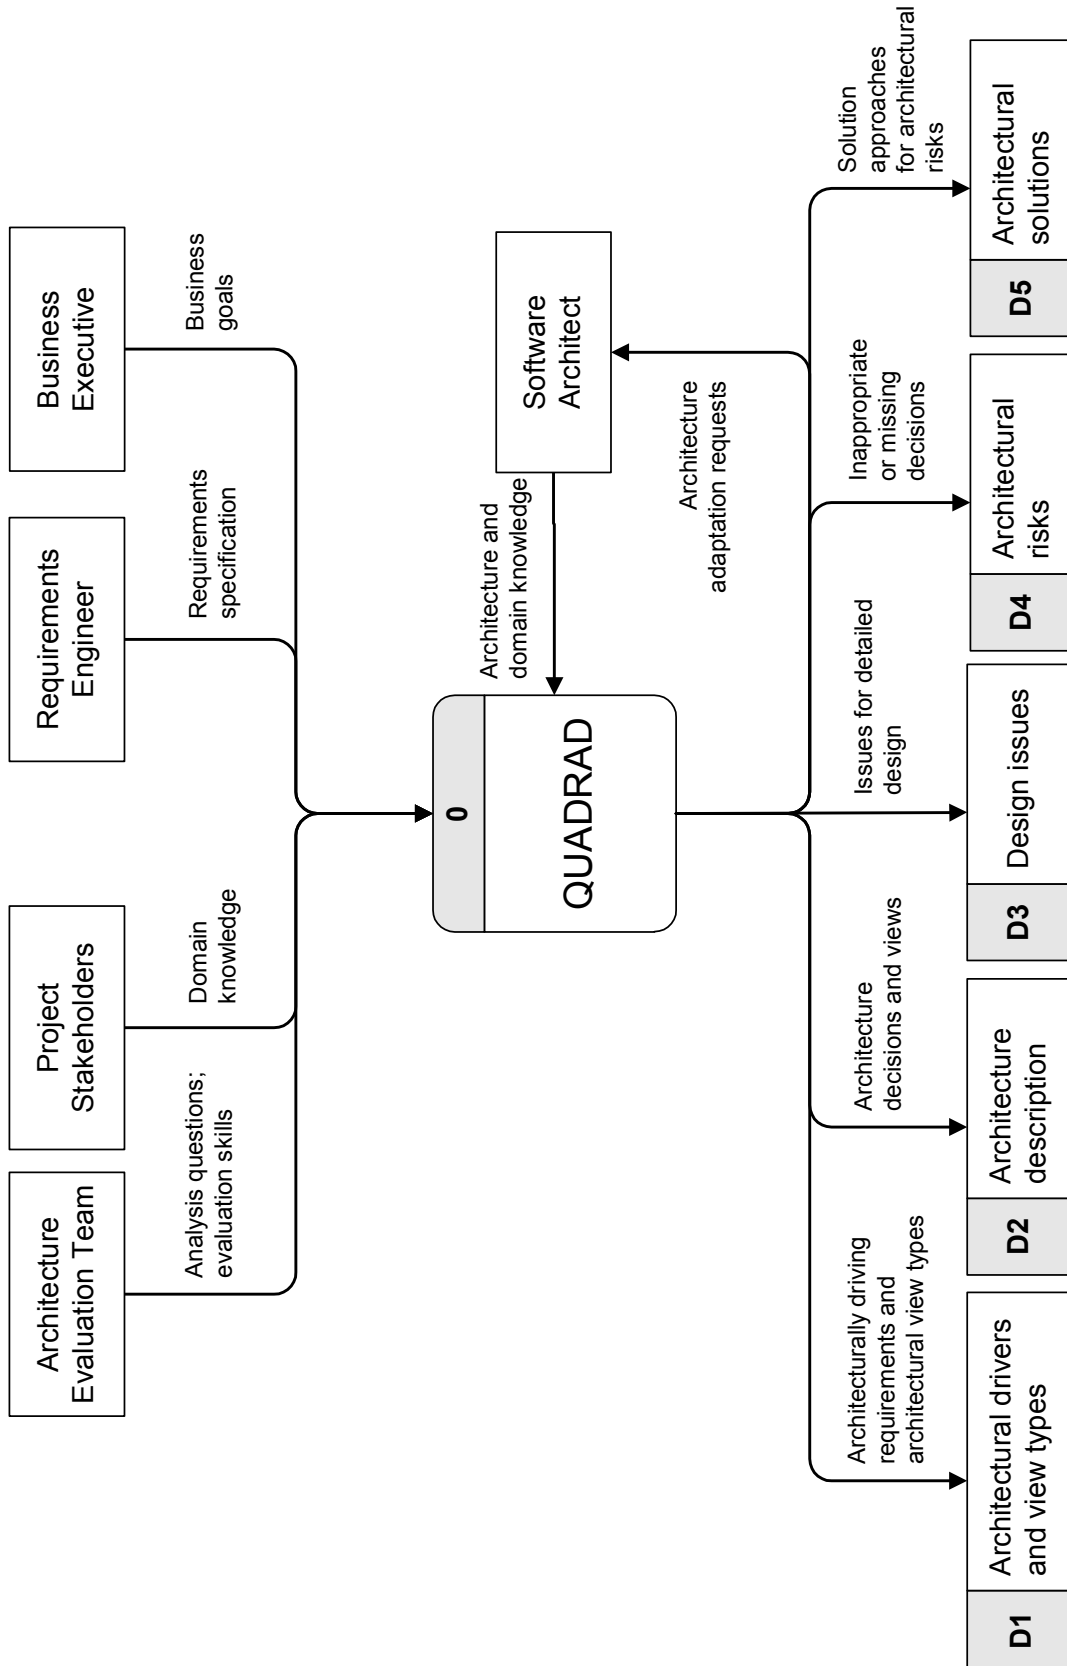 Architecture
Evaluation Team
Project
Stakeholders
Requirements
Engineer
Business
Executive
Analysis questions;
evaluation skills
Domain
knowledge
Requirements
specification
Business
goals
0
QUADRAD
Architecture and
domain knowledge
Software
Architect
Architecture
adaptation requests
Architecturally driving
requirements and
architectural view types
Architecture
decisions and views
Issues for detailed
design
Inappropriate
or missing
decisions
Solution
approaches
for architectural
risks
D1
Architectural drivers
and view types
D2
Architecture
description
D3
Design issues
D4
Architectural
risks
D5
Architectural
solutions